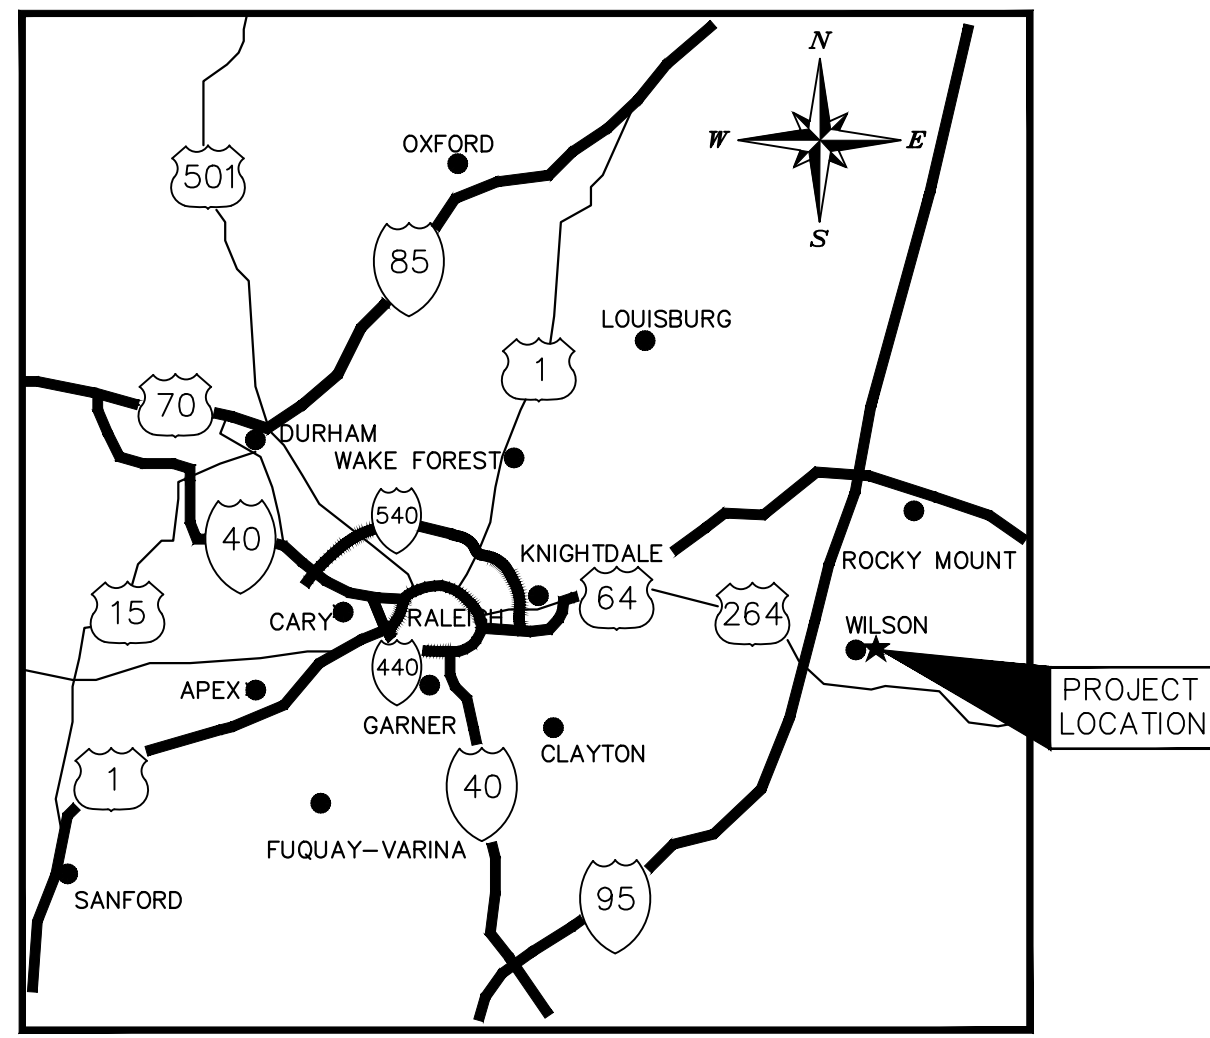 N
OXFORD
W
E
501
S
85
LOUISBURG
1
70
DURHAM
WAKE FOREST
540
40
KNIGHTDALE
ROCKY MOUNT
64
15
264
CARY
RALEIGH
WILSON
440
APEX
PROJECT
LOCATION
GARNER
CLAYTON
1
40
FUQUAY-VARINA
95
SANFORD